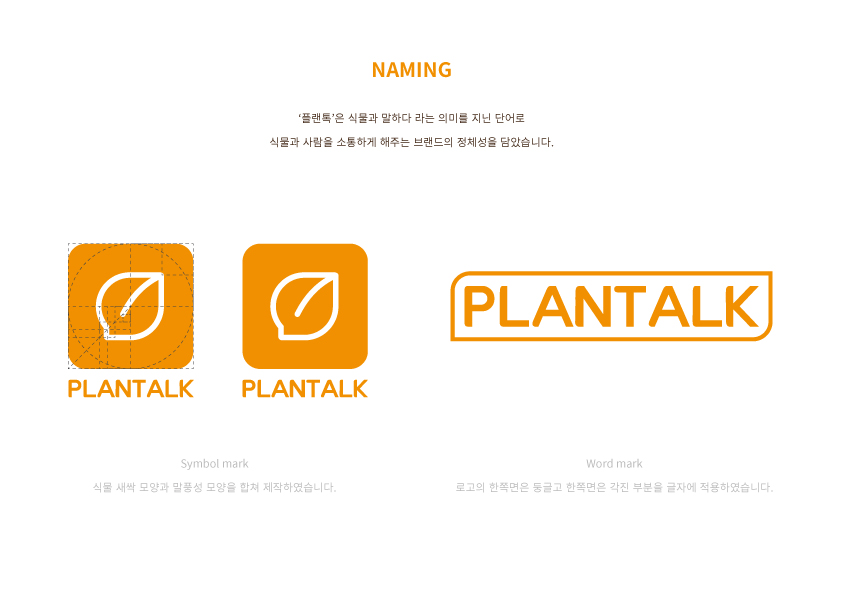 NAMING
‘플랜톡’은 식물과 말하다 라는 의미를 지닌 단어로
식물과 사람을 소통하게 해주는 브랜드의 정체성을 담았습니다.
PLANTALK
PLANTALK
PLANTALK
Symbol mark
식물 새싹 모양과 말풍성 모양을 합쳐 제작하였습니다.
Word mark
로고의 한쪽면은 둥글고 한쪽면은 각진 부분을 글자에 적용하였습니다.